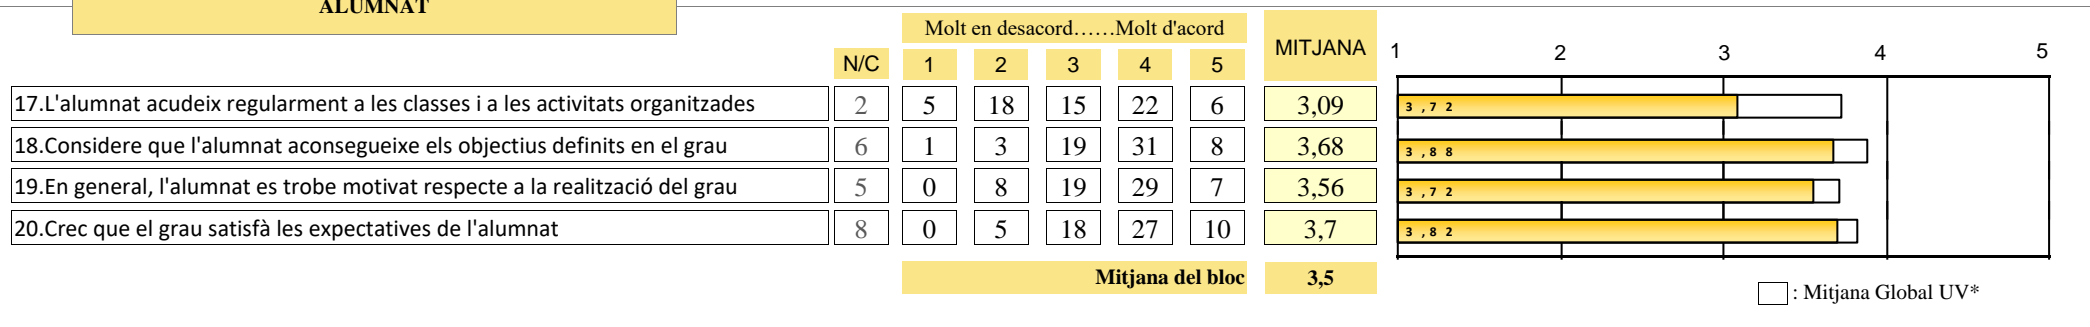 ALUMNAT
Molt en desacord……Molt d'acord
MITJANA
N/C 1 2 3 4 5
1 2 3 4 5
17.L'alumnat acudeix regularment a les classes i a les activitats organitzades 2 5 18 15 22 6 3,09 3,72
18.Considere que l'alumnat aconsegueixe els objectius definits en el grau 6 1 3 19 31 8 3,68 3,88
19.En general, l'alumnat es trobe motivat respecte a la realització del grau 5 0 8 19 29 7 3,56 3,72
20.Crec que el grau satisfà les expectatives de l'alumnat 8 0 5 18 27 10 3,7 3,82
Mitjana del bloc 3,5
: Mitjana Global UV*